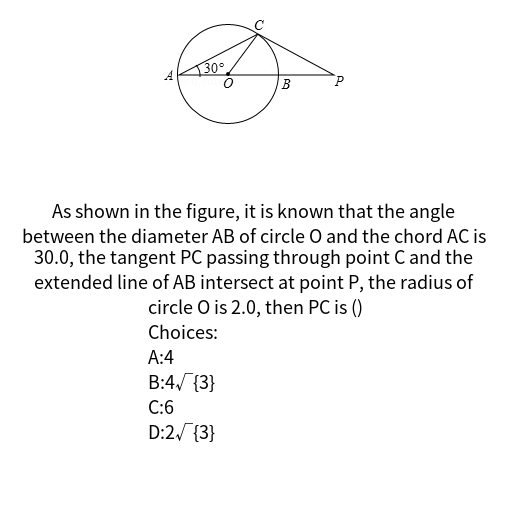 C
A 30° O B P
As shown in the figure, it is known that the angle
between the diameter AB of circle O and the chord AC is
30.0, the tangent PC passing through point C and the
extended line of AB intersect at point P, the radius of
circle O is 2.0, then PC is ()
Choices:
A:4
B:4√{3}
C:6
D:2√{3}